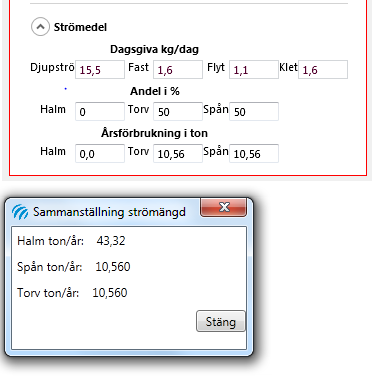 Strömedel
Dagsgiva kg/dag
Djupströ 15,5 Fast 1,6 Flyt 1,1 Klet 1,6
Andel i %
Halm 0 Torv 50 Spån 50
Årsförbrukning i ton
Halm 0,0 Torv 10,56 Spån 10,56
Sammanställning strömängd
Halm ton/år: 43,32
Spån ton/år: 10,560
Torv ton/år: 10,560
Stäng